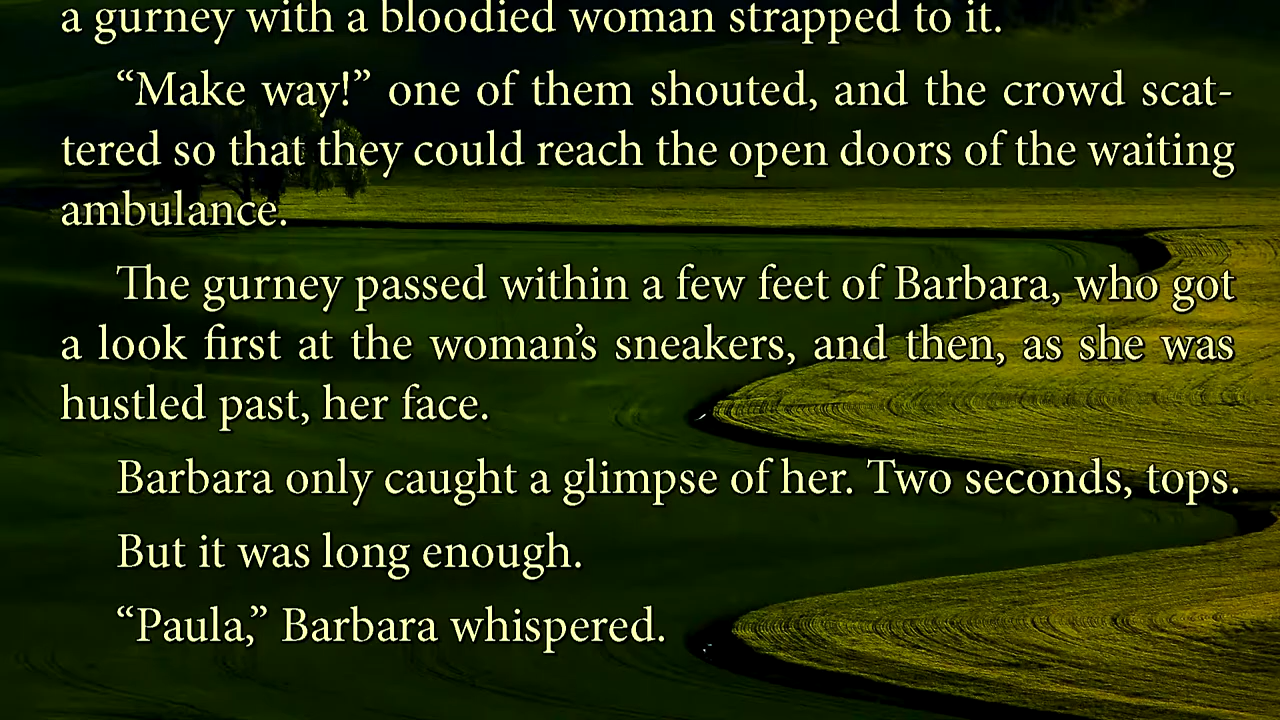 a gurney with a bloodied woman strapped to it.
“Make way!” one of them shouted, and the crowd scat-
tered so that they could reach the open doors of the waiting
ambulance.
The gurney passed within a few feet of Barbara, who got
a look first at the woman’s sneakers, and then, as she was
hustled past, her face.
Barbara only caught a glimpse of her. Two seconds, tops.
But it was long enough.
“Paula,” Barbara whispered.